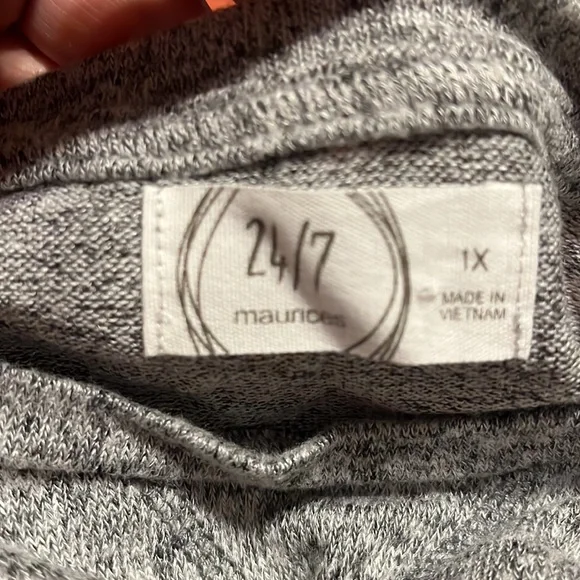 24/7
maurices
1X
MADE IN
VIETNAM